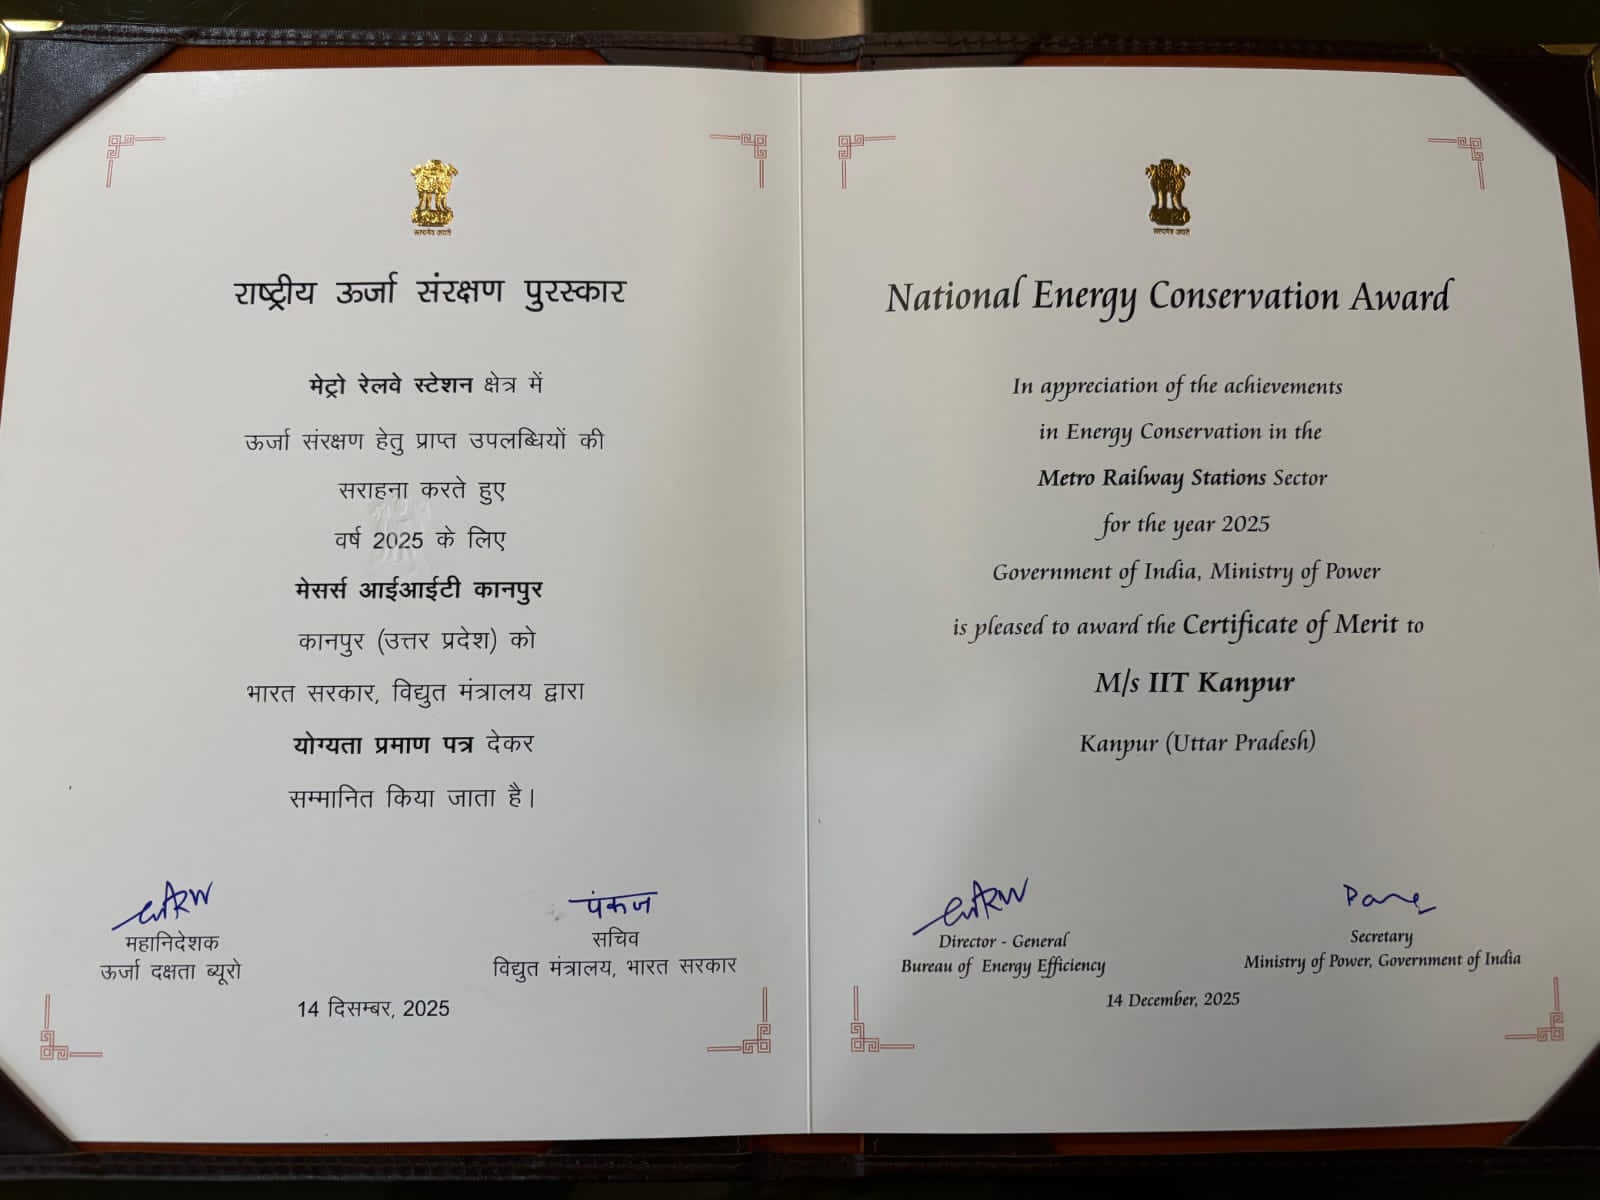 सत्यमेव जयते
राष्ट्रीय ऊर्जा संरक्षण पुरस्कार
मेट्रो रेलवे स्टेशन क्षेत्र में
ऊर्जा संरक्षण हेतु प्राप्त उपलब्धियों की
सराहना करते हुए
वर्ष 2025 के लिए
मेसर्स आईआईटी कानपुर
कानपुर (उत्तर प्रदेश) को
भारत सरकार, विद्युत मंत्रालय द्वारा
योग्यता प्रमाण पत्र देकर
सम्मानित किया जाता है।
महानिदेशक
ऊर्जा दक्षता ब्यूरो
पंकज
सचिव
विद्युत मंत्रालय, भारत सरकार
14 दिसम्बर, 2025
सत्यमेव जयते
National Energy Conservation Award
In appreciation of the achievements
in Energy Conservation in the
Metro Railway Stations Sector
for the year 2025
Government of India, Ministry of Power
is pleased to award the Certificate of Merit to
M/s IIT Kanpur
Kanpur (Uttar Pradesh)
Director - General
Bureau of Energy Efficiency
Secretary
Ministry of Power, Government of India
14 December, 2025